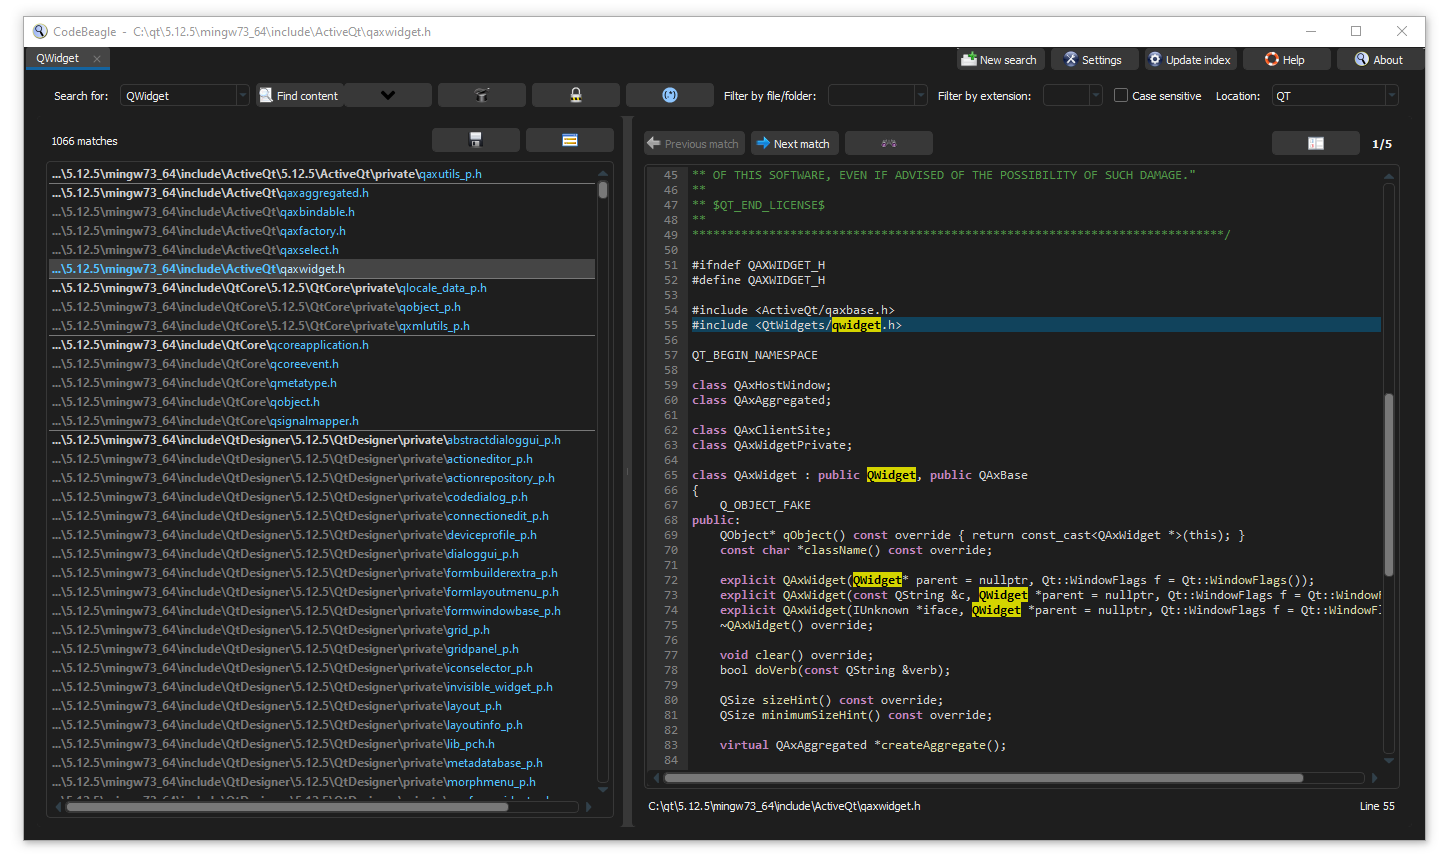 CodeBeagle - C:\qt\5.12.5\mingw73_64\include\ActiveQt\qaxwidget.h
QWidget
New search Settings Update index Help About
Search for: QWidget Find content Filter by file/folder: Filter by extension: Case sensitive Location: QT
1066 matches
...\5.12.5\mingw73_64\include\ActiveQt\5.12.5\ActiveQt\private\qaxutils_p.h
...\5.12.5\mingw73_64\include\ActiveQt\qaxaggregated.h
...\5.12.5\mingw73_64\include\ActiveQt\qaxbindable.h
...\5.12.5\mingw73_64\include\ActiveQt\qaxfactory.h
...\5.12.5\mingw73_64\include\ActiveQt\qaxselect.h
...\5.12.5\mingw73_64\include\ActiveQt\qaxwidget.h
...\5.12.5\mingw73_64\include\QtCore\5.12.5\QtCore\private\qlocale_data_p.h
...\5.12.5\mingw73_64\include\QtCore\5.12.5\QtCore\private\qobject_p.h
...\5.12.5\mingw73_64\include\QtCore\5.12.5\QtCore\private\qxmlutils_p.h
...\5.12.5\mingw73_64\include\QtCore\qcoreapplication.h
...\5.12.5\mingw73_64\include\QtCore\qcoreevent.h
...\5.12.5\mingw73_64\include\QtCore\qmetatype.h
...\5.12.5\mingw73_64\include\QtCore\qobject.h
...\5.12.5\mingw73_64\include\QtCore\qsignalmapper.h
...\5.12.5\mingw73_64\include\QtDesigner\5.12.5\QtDesigner\private\abstractdialoggui_p.h
...\5.12.5\mingw73_64\include\QtDesigner\5.12.5\QtDesigner\private\actioneditor_p.h
...\5.12.5\mingw73_64\include\QtDesigner\5.12.5\QtDesigner\private\actionrepository_p.h
...\5.12.5\mingw73_64\include\QtDesigner\5.12.5\QtDesigner\private\codedialog_p.h
...\5.12.5\mingw73_64\include\QtDesigner\5.12.5\QtDesigner\private\connectionedit_p.h
...\5.12.5\mingw73_64\include\QtDesigner\5.12.5\QtDesigner\private\deviceprofile_p.h
...\5.12.5\mingw73_64\include\QtDesigner\5.12.5\QtDesigner\private\dialoggui_p.h
...\5.12.5\mingw73_64\include\QtDesigner\5.12.5\QtDesigner\private\formbuilderextra_p.h
...\5.12.5\mingw73_64\include\QtDesigner\5.12.5\QtDesigner\private\formlayoutmenu_p.h
...\5.12.5\mingw73_64\include\QtDesigner\5.12.5\QtDesigner\private\formwindowbase_p.h
...\5.12.5\mingw73_64\include\QtDesigner\5.12.5\QtDesigner\private\grid_p.h
...\5.12.5\mingw73_64\include\QtDesigner\5.12.5\QtDesigner\private\gridpanel_p.h
...\5.12.5\mingw73_64\include\QtDesigner\5.12.5\QtDesigner\private\iconselector_p.h
...\5.12.5\mingw73_64\include\QtDesigner\5.12.5\QtDesigner\private\invisible_widget_p.h
...\5.12.5\mingw73_64\include\QtDesigner\5.12.5\QtDesigner\private\layout_p.h
...\5.12.5\mingw73_64\include\QtDesigner\5.12.5\QtDesigner\private\layoutinfo_p.h
...\5.12.5\mingw73_64\include\QtDesigner\5.12.5\QtDesigner\private\lib_pch.h
...\5.12.5\mingw73_64\include\QtDesigner\5.12.5\QtDesigner\private\metadatabase_p.h
...\5.12.5\mingw73_64\include\QtDesigner\5.12.5\QtDesigner\private\morphmenu_p.h
Previous match Next match 1/5
45 ** OF THIS SOFTWARE, EVEN IF ADVISED OF THE POSSIBILITY OF SUCH DAMAGE."
46 **
47 ** $QT_END_LICENSE$
48 **
49 ****************************************************************************/
50
51 #ifndef QAXWIDGET_H
52 #define QAXWIDGET_H
53
54 #include <ActiveQt/qaxbase.h>
55 #include <QtWidgets/qwidget.h>
56
57 QT_BEGIN_NAMESPACE
58
59 class QAxHostWindow;
60 class QAxAggregated;
61
62 class QAxClientSite;
63 class QAxWidgetPrivate;
64
65 class QAxWidget : public QWidget, public QAxBase
66 {
67 Q_OBJECT_FAKE
68 public:
69 QObject* qObject() const override { return const_cast<QAxWidget *>(this); }
70 const char *className() const override;
71
72 explicit QAxWidget(QWidget* parent = nullptr, Qt::WindowFlags f = Qt::WindowFlags());
73 explicit QAxWidget(const QString &c, QWidget *parent = nullptr, Qt::WindowFlags f = Qt::WindowF
74 explicit QAxWidget(IUnknown *iface, QWidget *parent = nullptr, Qt::WindowFlags f = Qt::WindowFl
75 ~QAxWidget() override;
76
77 void clear() override;
78 bool doVerb(const QString &verb);
79
80 QSize sizeHint() const override;
81 QSize minimumSizeHint() const override;
82
83 virtual QAxAggregated *createAggregate();
84
C:\qt\5.12.5\mingw73_64\include\ActiveQt\qaxwidget.h Line 55